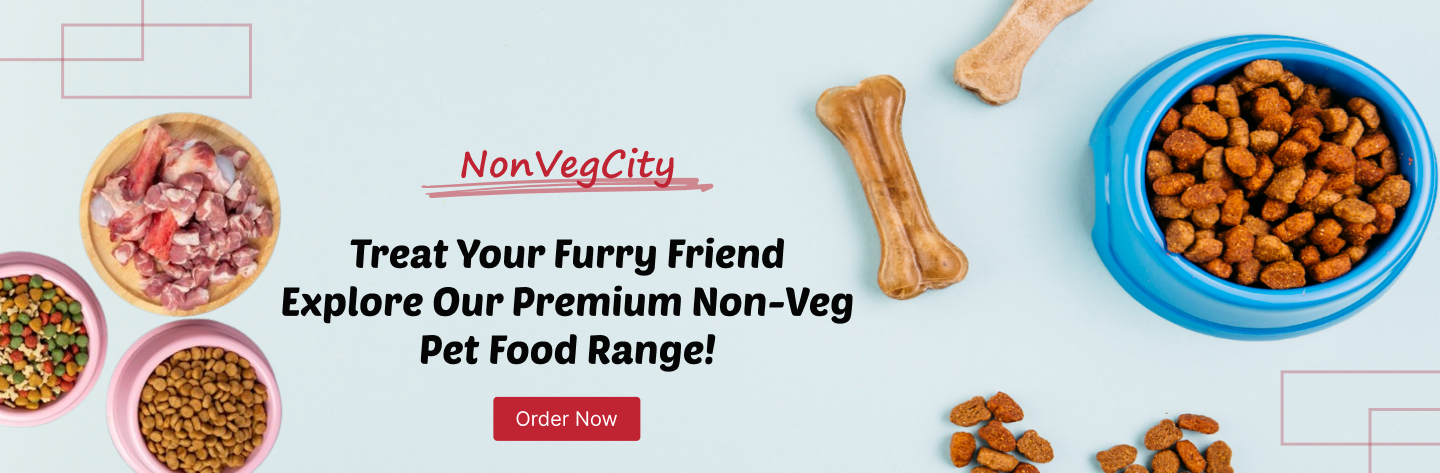 NonVegCity
Treat Your Furry Friend
Explore Our Premium Non-Veg
Pet Food Range!
Order Now